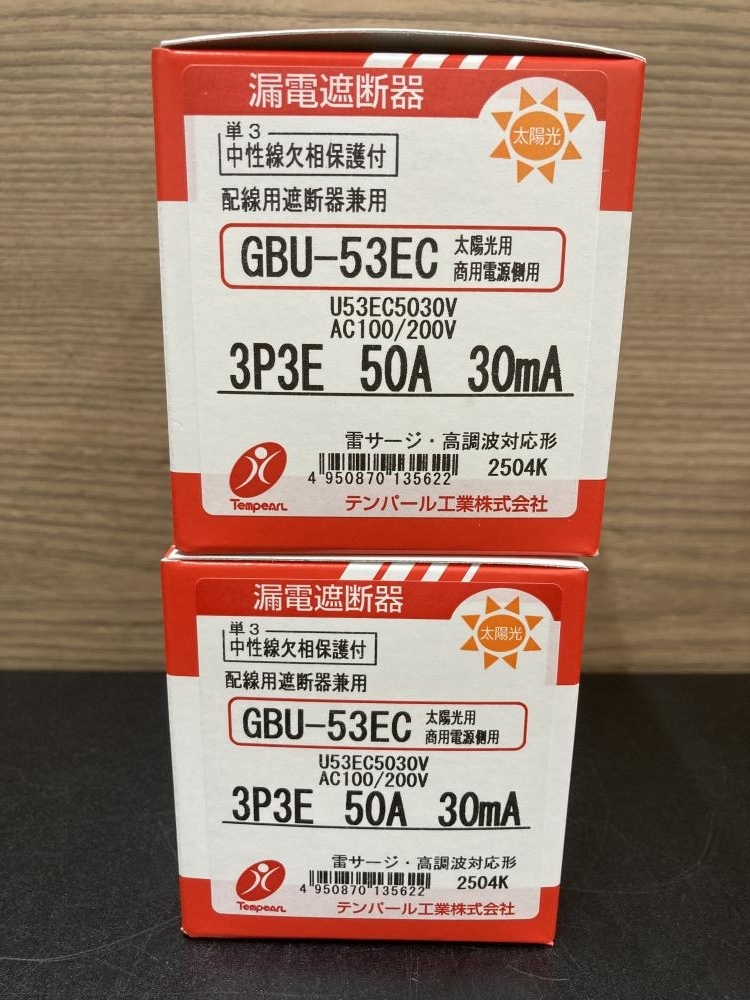 漏電遮断器
太陽光
単3
中性線欠相保護付
配線用遮断器兼用
GBU-53EC 太陽光用
商用電源側用
U53EC5030V
AC100/200V
3P3E 50A 30mA
雷サージ・高調波対応形
4 950870 135622 2504K
TempeaRL テンパール工業株式会社
漏電遮断器
太陽光
単3
中性線欠相保護付
配線用遮断器兼用
GBU-53EC 太陽光用
商用電源側用
U53EC5030V
AC100/200V
3P3E 50A 30mA
雷サージ・高調波対応形
4 950870 135622 2504K
TempeaRL テンパール工業株式会社